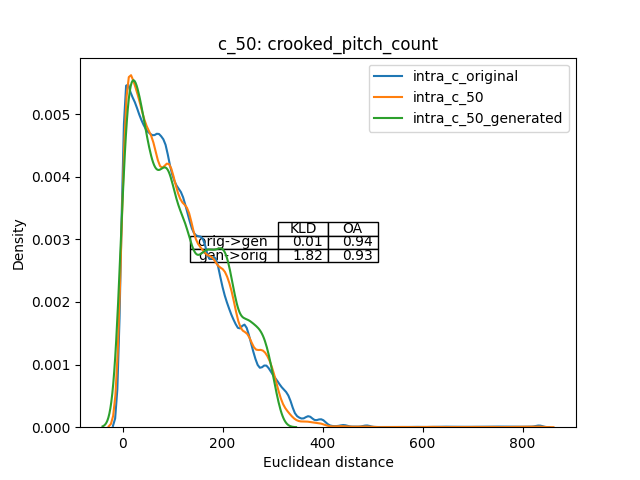 c_50: crooked_pitch_count
intra_c_original
intra_c_50
intra_c_50_generated
KLD OA
orig->gen 0.01 0.94
gen->orig 1.82 0.93
Density
0.005
0.004
0.003
0.002
0.001
0.000
0 200 400 600 800
Euclidean distance